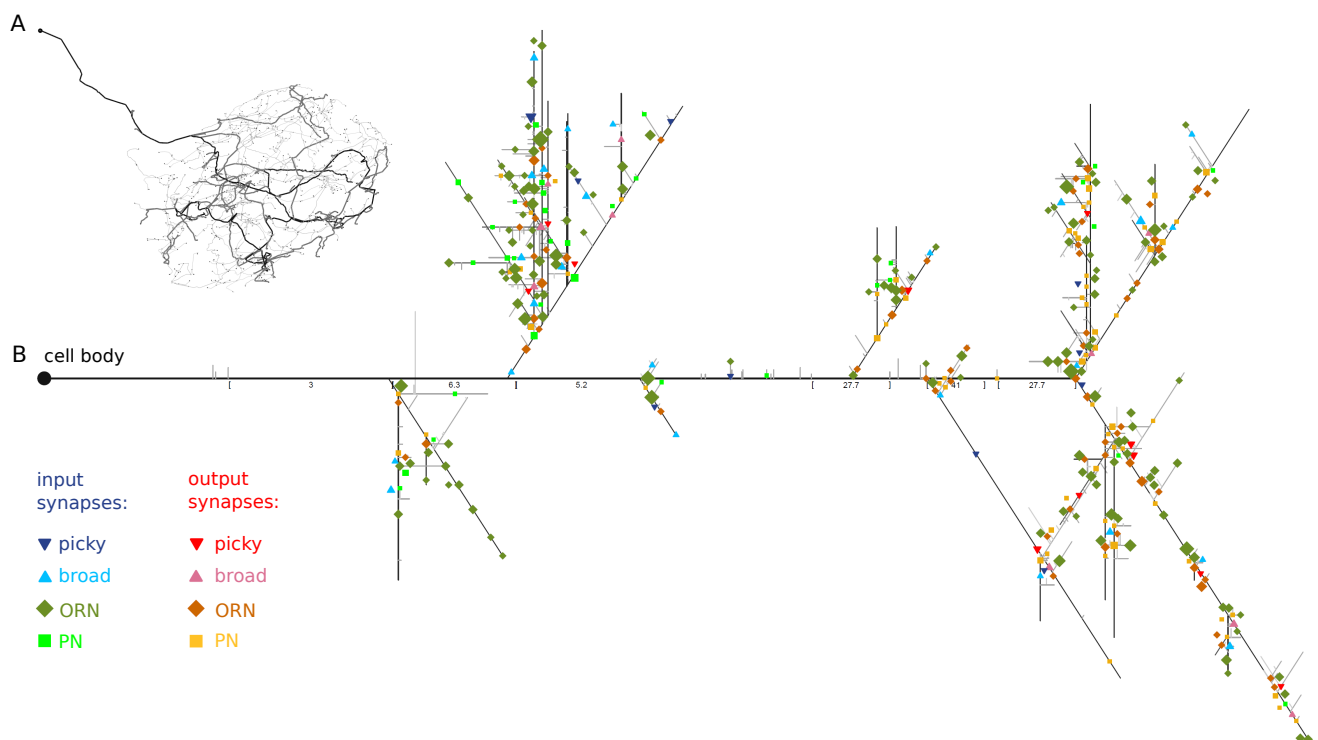 A
B
cell body
[ 3 ] 6.3 ] 5.2 [ 27.7 ] [ 41 ] [ 27.7 ]
input output
synapses: synapses:
picky picky
broad broad
ORN ORN
PN PN